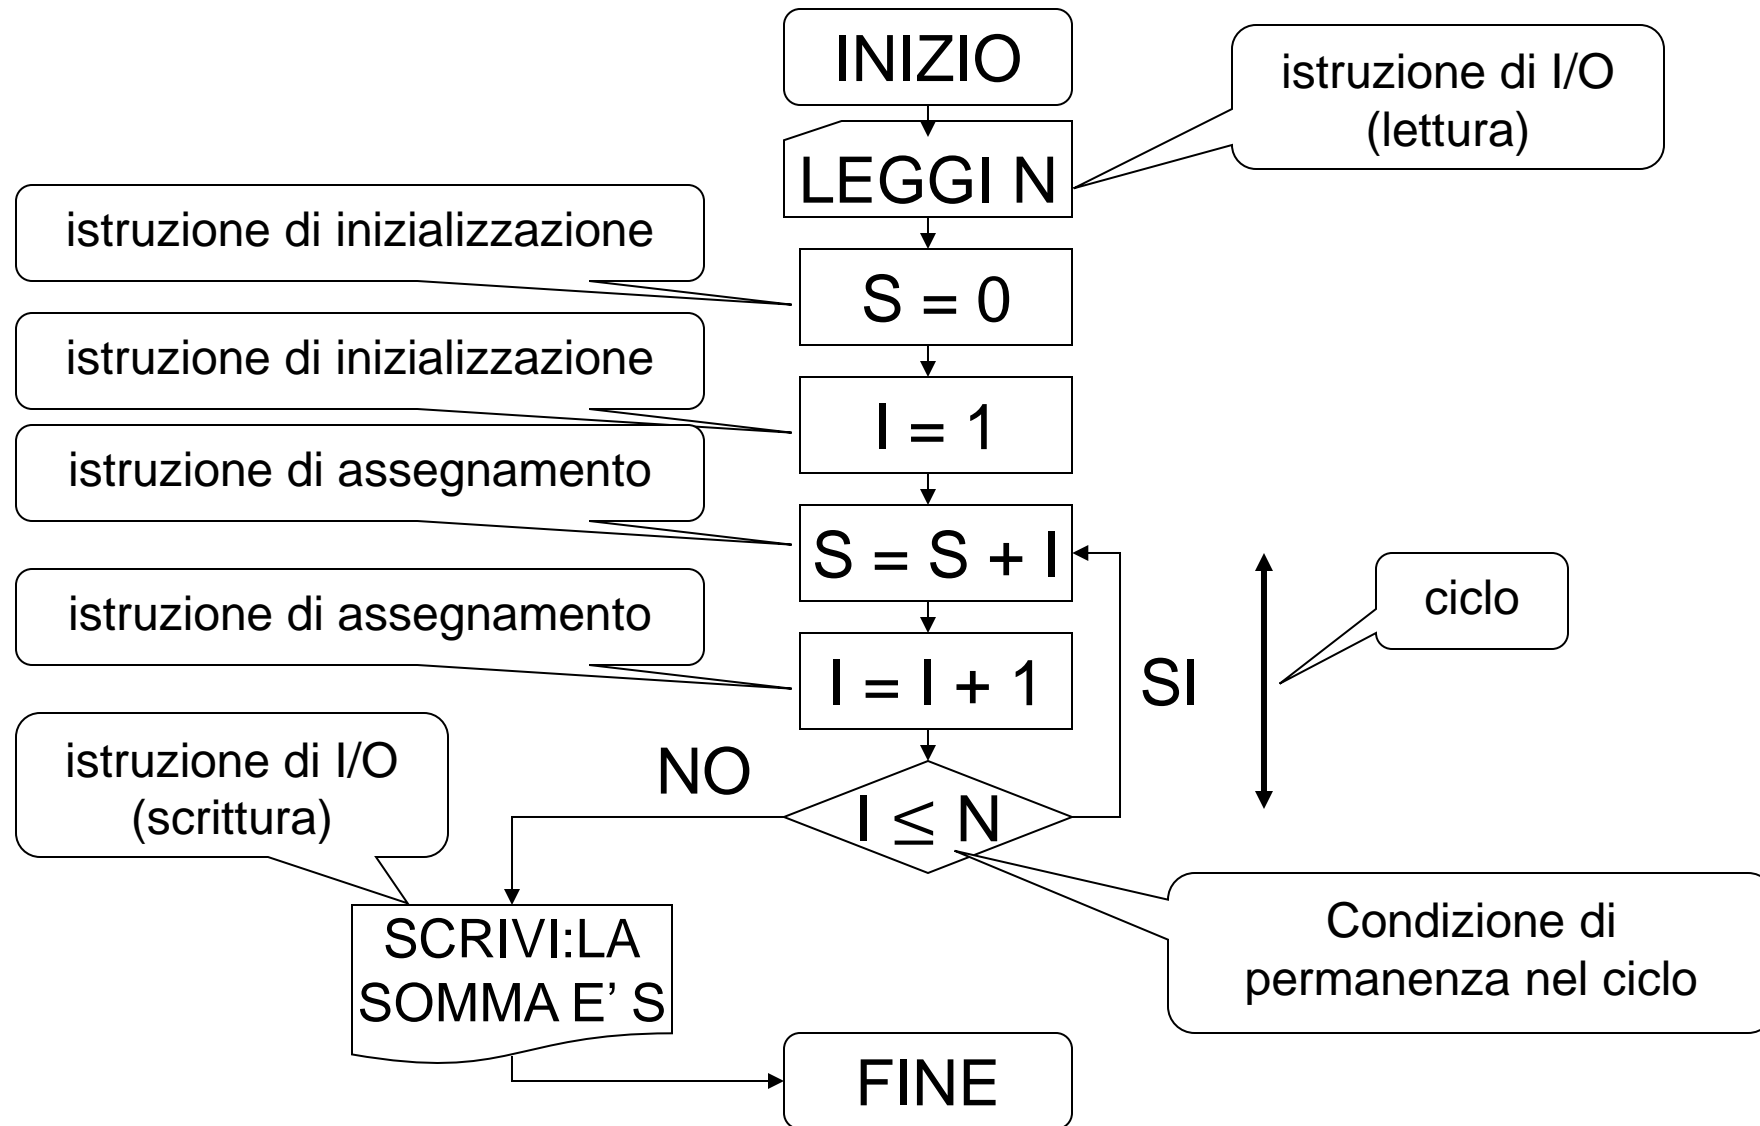 INIZIO
istruzione di I/O
(lettura)
LEGGI N
istruzione di inizializzazione
S = 0
istruzione di inizializzazione
I = 1
istruzione di assegnamento
S = S + I
ciclo
istruzione di assegnamento
I = I + 1
SI
istruzione di I/O
(scrittura)
NO
I ≤ N
SCRIVI:LA
SOMMA E’ S
Condizione di
permanenza nel ciclo
FINE